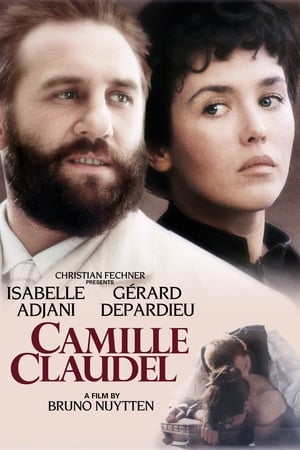 CHRISTIAN FECHNER
PRESENTS
ISABELLE GÉRARD
ADJANI DEPARDIEU
CAMILLE
CLAUDEL
A FILM BY
BRUNO NUYTTEN